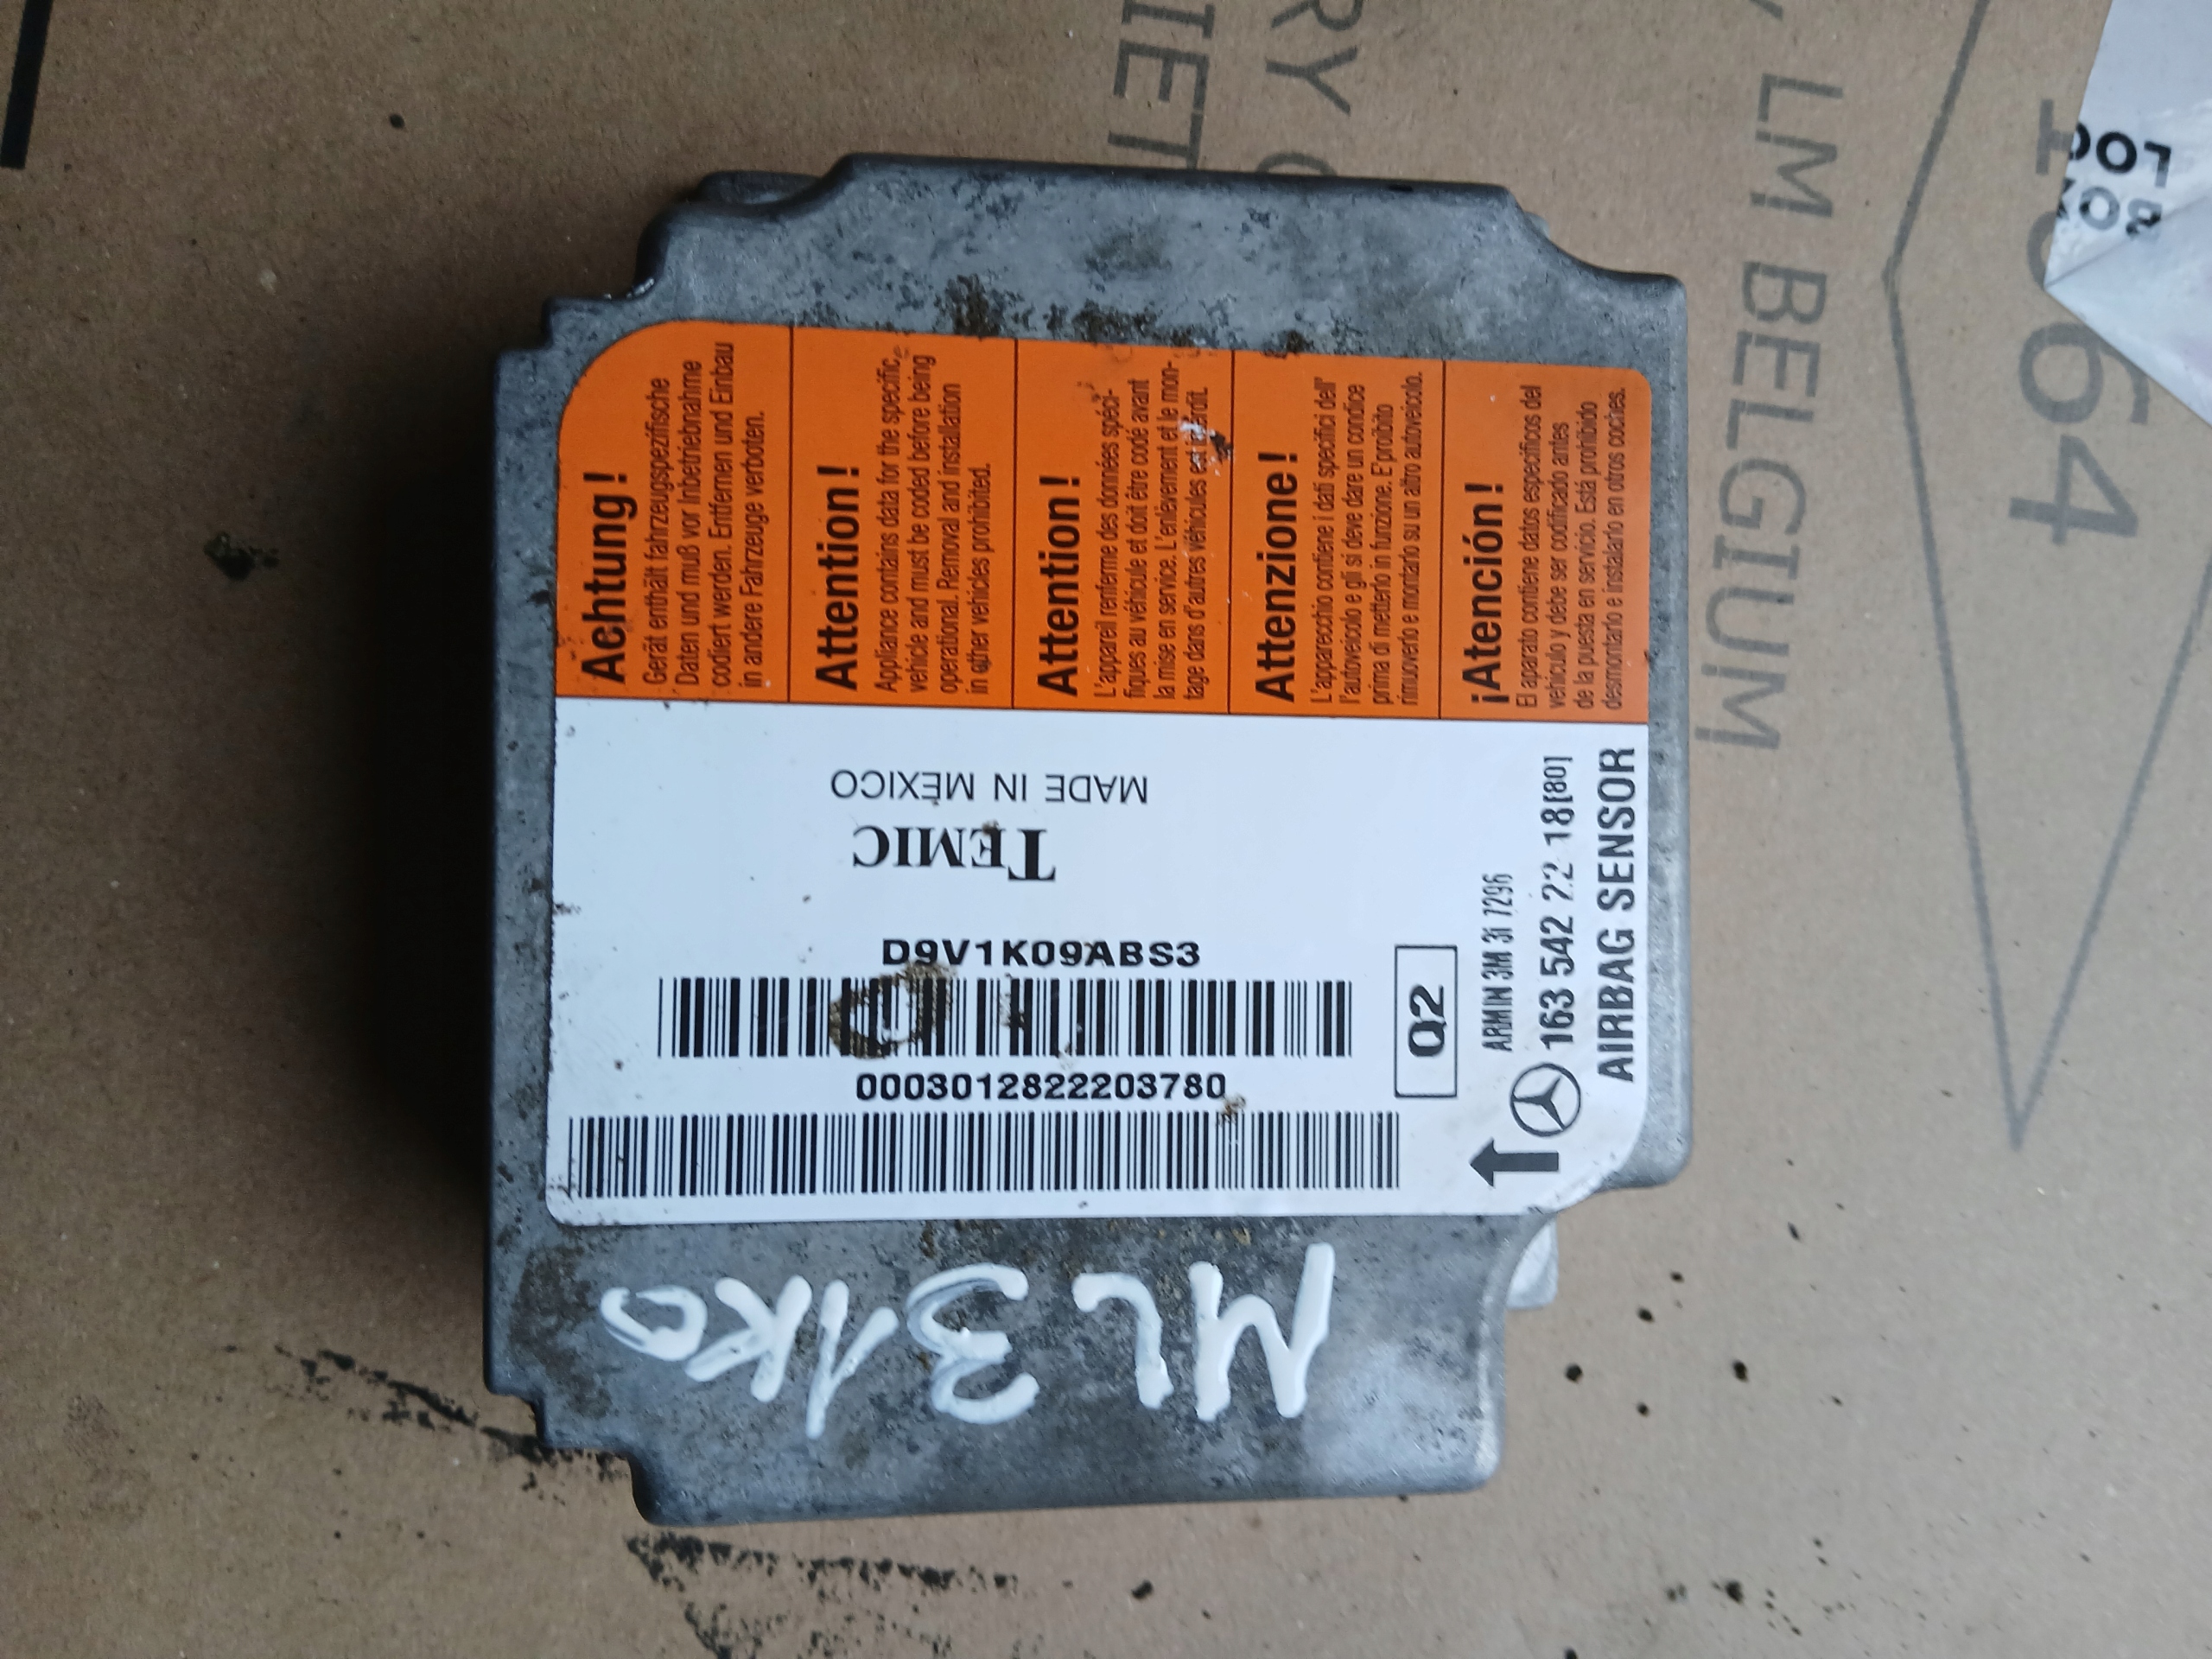 Achtung!
Gerät enthält fahrzeugspezifische
Daten und muß vor Inbetriebnahme
codiert werden. Entfernen und Einbau
in andere Fahrzeuge verboten.
Attention!
Appliance contains data for the specific
vehicle and must be coded before being
operational. Removal and installation
in other vehicles prohibited.
Attention!
L'appareil renferme des données spéci-
fiques au véhicule et doit être codé avant
la mise en service. L'enlèvement et le mon-
tage dans d'autres véhicules est interdit.
Attenzione!
L'apparecchio contiene i dati specifici dell'
l'autoveicolo e gli si deve dare un condice
prima di metterlo in funzione. E'proibito
rimuoverlo e montarlo su un altro autoveicolo.
¡Atención!
El aparato contiene datos específicos del
vehículo y debe ser codificado antes
de la puesta en servicio. Está prohibido
desmontarlo e instalarlo en otros coches.
MADE IN MEXICO
TEMIC
D9V1K09ABS3
0003012822203780
Q2
ARMIN 3M 3i 7296
163 542 22 18[80]
AIRBAG SENSOR
ML 31K0
LM BELGIUM
1064
BOX